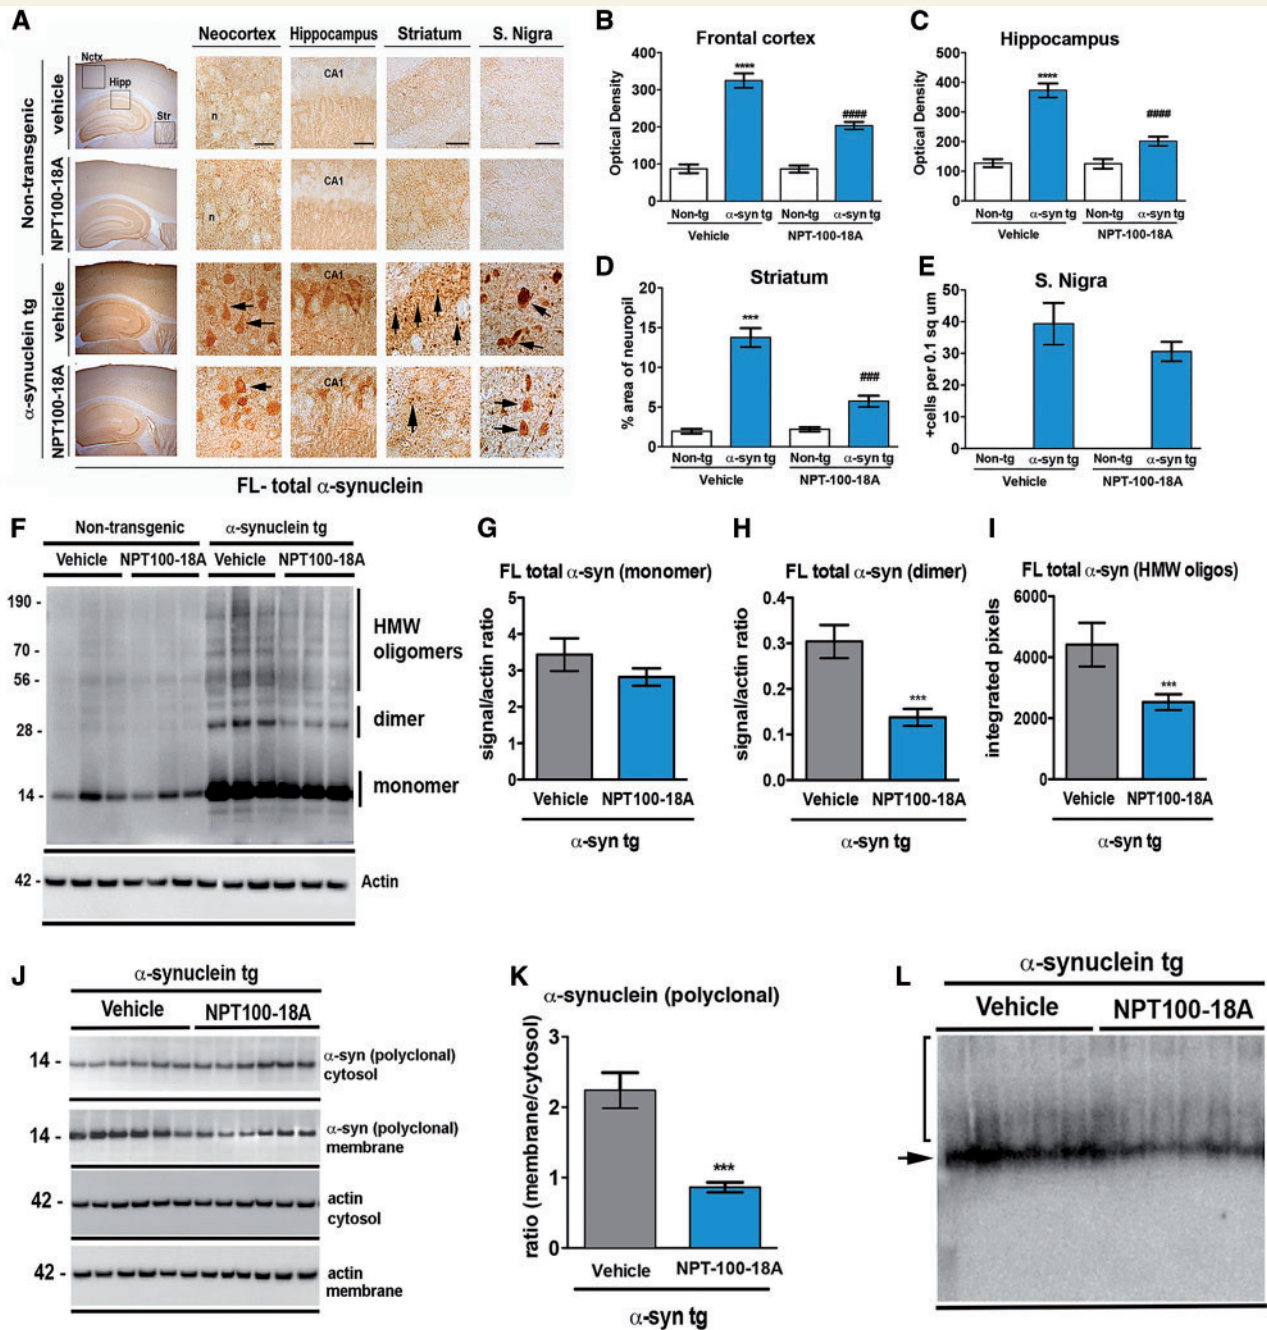 A
Neocortex Hippocampus Striatum S. Nigra
Non-transgenic
vehicle
Nctx
Hipp
Str
n
CA1
NPT100-18A
n
CA1
α-synuclein tg
vehicle
CA1
NPT100-18A
CA1
FL- total α-synuclein
B
Frontal cortex
Optical Density
400
300
200
100
0
****
####
Non-tg α-syn tg Non-tg α-syn tg
Vehicle NPT-100-18A
C
Hippocampus
Optical Density
500
400
300
200
100
0
****
####
Non-tg α-syn tg Non-tg α-syn tg
Vehicle NPT-100-18A
D
Striatum
% area of neuropil
20
15
10
5
0
***
###
Non-tg α-syn tg Non-tg α-syn tg
Vehicle NPT-100-18A
E
S. Nigra
+cells per 0.1 sq um
50
40
30
20
10
0
Non-tg α-syn tg Non-tg α-syn tg
Vehicle NPT-100-18A
F
Non-transgenic α-synuclein tg
Vehicle NPT100-18A Vehicle NPT100-18A
190 -
70 -
56 -
28 -
14 -
HMW
oligomers
dimer
monomer
42 -
Actin
G
FL total α-syn (monomer)
signal/actin ratio
5
4
3
2
1
0
Vehicle NPT100-18A
α-syn tg
H
FL total α-syn (dimer)
signal/actin ratio
0.4
0.3
0.2
0.1
0.0
***
Vehicle NPT100-18A
α-syn tg
I
FL total α-syn (HMW oligos)
integrated pixels
6000
4000
2000
0
***
Vehicle NPT100-18A
α-syn tg
J
α-synuclein tg
Vehicle NPT100-18A
14 -
α-syn (polyclonal)
cytosol
14 -
α-syn (polyclonal)
membrane
42 -
actin
cytosol
42 -
actin
membrane
K
α-synuclein (polyclonal)
ratio (membrane/cytosol)
3
2
1
0
***
Vehicle NPT-100-18A
α-syn tg
L
α-synuclein tg
Vehicle NPT100-18A